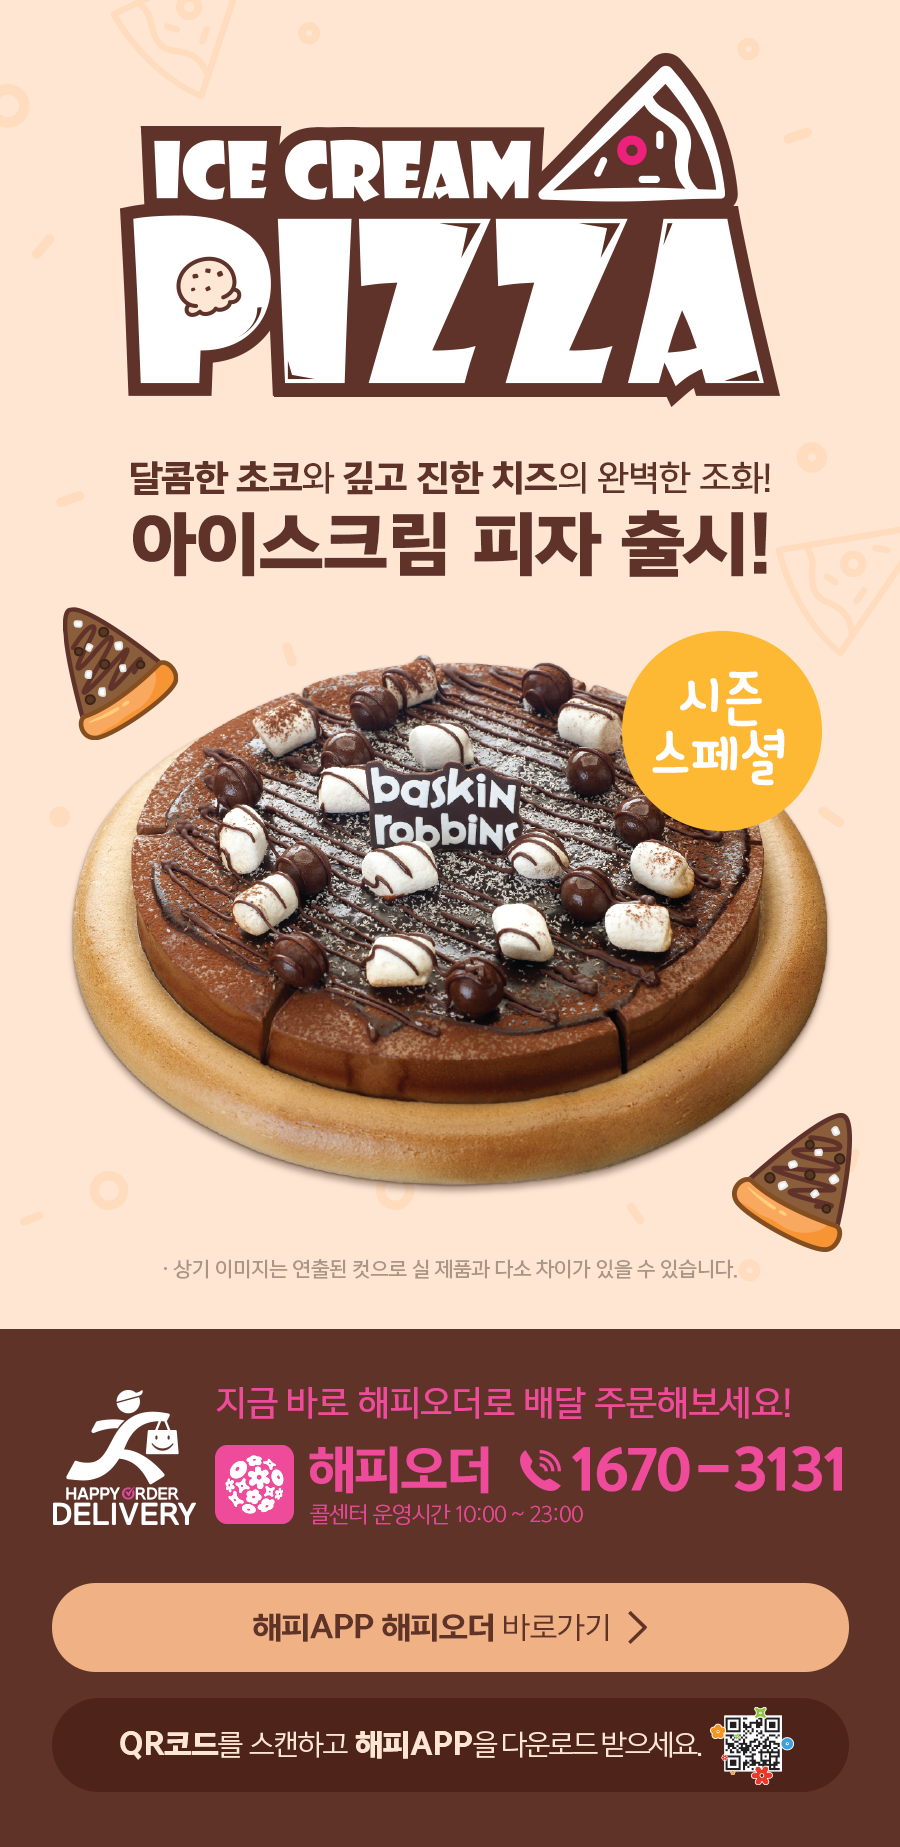 ICE CREAM
PIZZA
달콤한 초코와 깊고 진한 치즈의 완벽한 조화!
아이스크림 피자 출시!
시즌
스페셜
baskin
robbins
· 상기 이미지는 연출된 컷으로 실 제품과 다소 차이가 있을 수 있습니다.
지금 바로 해피오더로 배달 주문해보세요!
해피오더 1670-3131
콜센터 운영시간 10:00 ~ 23:00
HAPPY ORDER
DELIVERY
해피APP 해피오더 바로가기 >
QR코드를 스캔하고 해피APP을 다운로드 받으세요.